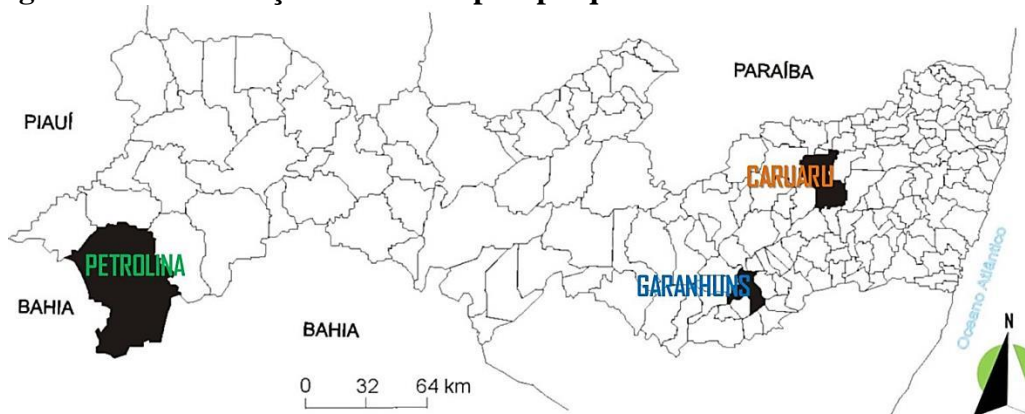 PARAÍBA
PIAUÍ
CARUARU
PETROLINA
GARANHUNS
Oceano Atlântico
BAHIA
BAHIA
N
0 32 64 km